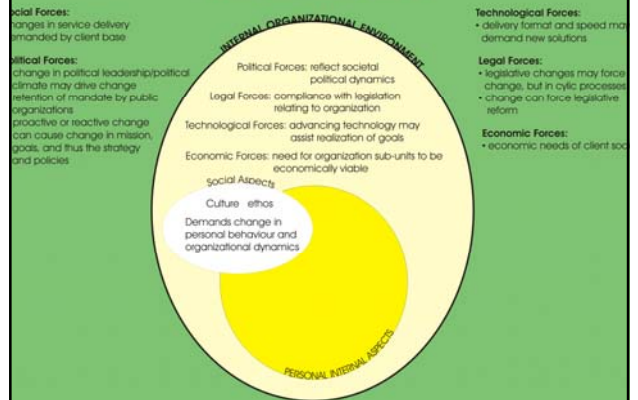 ocial Forces:
hanges in service delivery
emanded by client base
olitical Forces:
change in political leadership/political
climate may drive change
retention of mandate by public
organizations
proactive or reactive change
can cause change in mission,
goals, and thus the strategy
and policies
INTERNAL ORGANIZATIONAL ENVIRONMENT
Political Forces: reflect societal
political dynamics
Legal Forces: compliance with legislation
relating to organization
Technological Forces: advancing technology may
assist realization of goals
Economic Forces: need for organization sub-units to be
economically viable
Social Aspects
Culture ethos
Demands change in
personal behaviour and
organizational dynamics
PERSONAL INTERNAL ASPECTS
Technological Forces:
• delivery format and speed may
demand new solutions
Legal Forces:
• legislative changes may force
change, but in cylic processes
• change can force legislative
reform
Economic Forces:
• economic needs of client soci